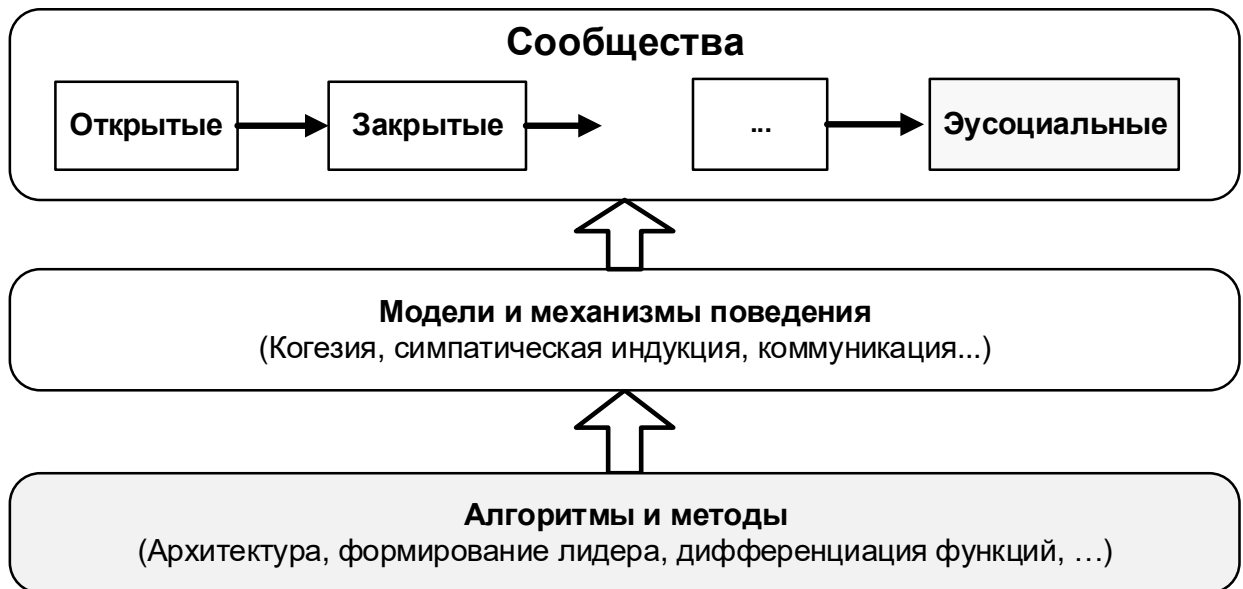 Сообщества
Открытые
Закрытые
...
Эусоциальные
Модели и механизмы поведения
(Когезия, симпатическая индукция, коммуникация...)
Алгоритмы и методы
(Архитектура, формирование лидера, дифференциация функций, …)